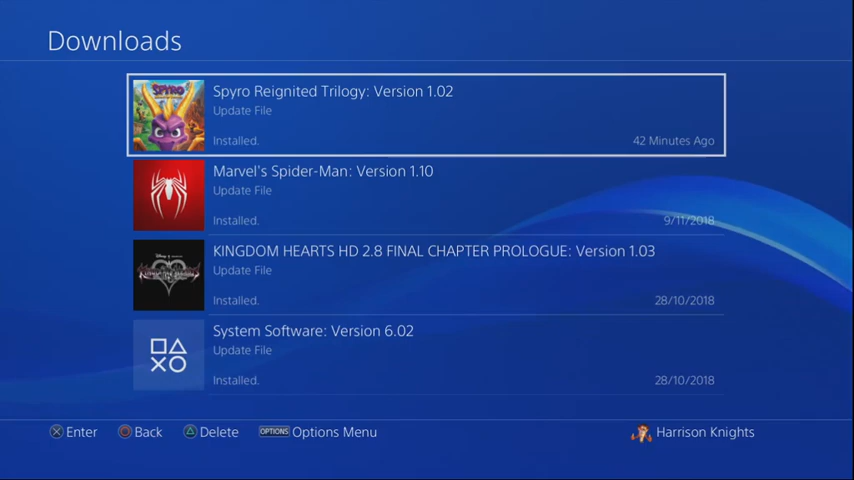 Downloads
SPYRO
Spyro Reignited Trilogy: Version 1.02
Update File
Installed.
42 Minutes Ago
Marvel's Spider-Man: Version 1.10
Update File
Installed.
9/11/2018
KINGDOM HEARTS HD 2.8 FINAL CHAPTER PROLOGUE: Version 1.03
Update File
Installed.
28/10/2018
System Software: Version 6.02
Update File
Installed.
28/10/2018
Enter
Back
Delete
OPTIONS Options Menu
Harrison Knights